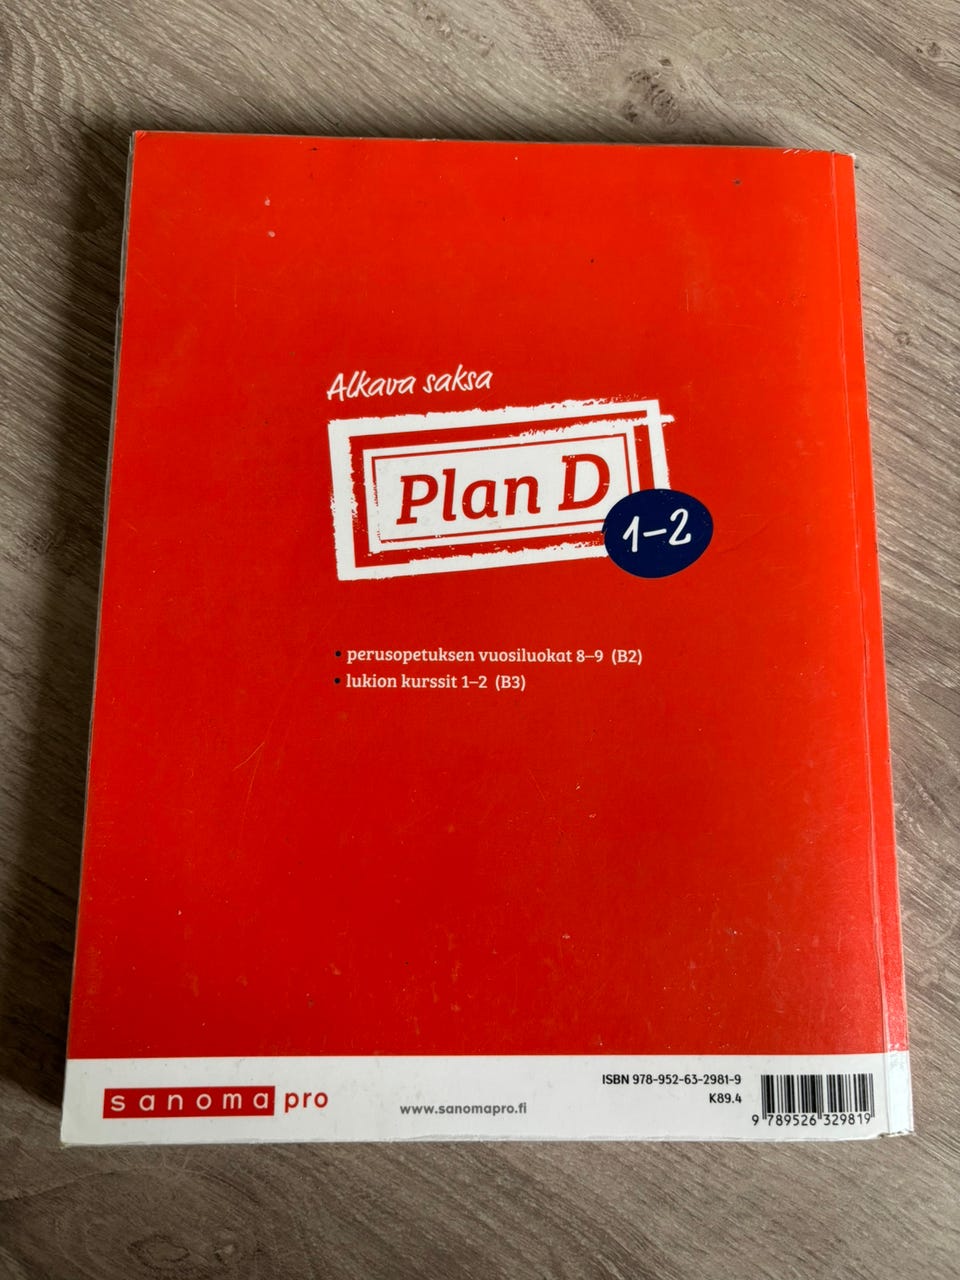 Alkava saksa
Plan D
1–2
• perusopetuksen vuosiluokat 8–9 (B2)
• lukion kurssit 1–2 (B3)
sanoma pro
www.sanomapro.fi
ISBN 978-952-63-2981-9
K89.4
9 789526 329819